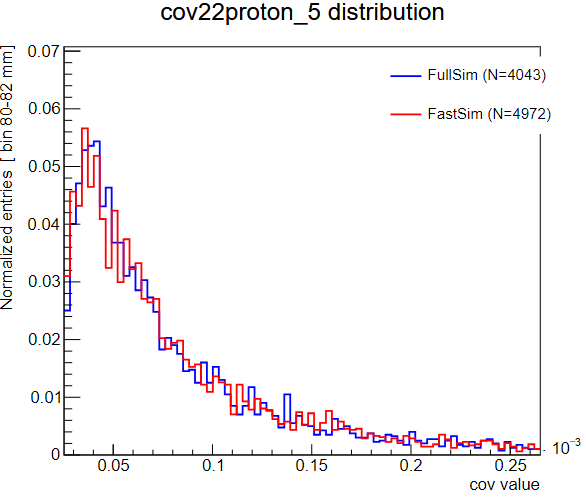 cov22proton_5 distribution
Normalized entries [ bin 80-82 mm]
0.07
0.06
0.05
0.04
0.03
0.02
0.01
0
FullSim (N=4043)
FastSim (N=4972)
0.05
0.1
0.15
0.2
0.25
·10⁻³
cov value